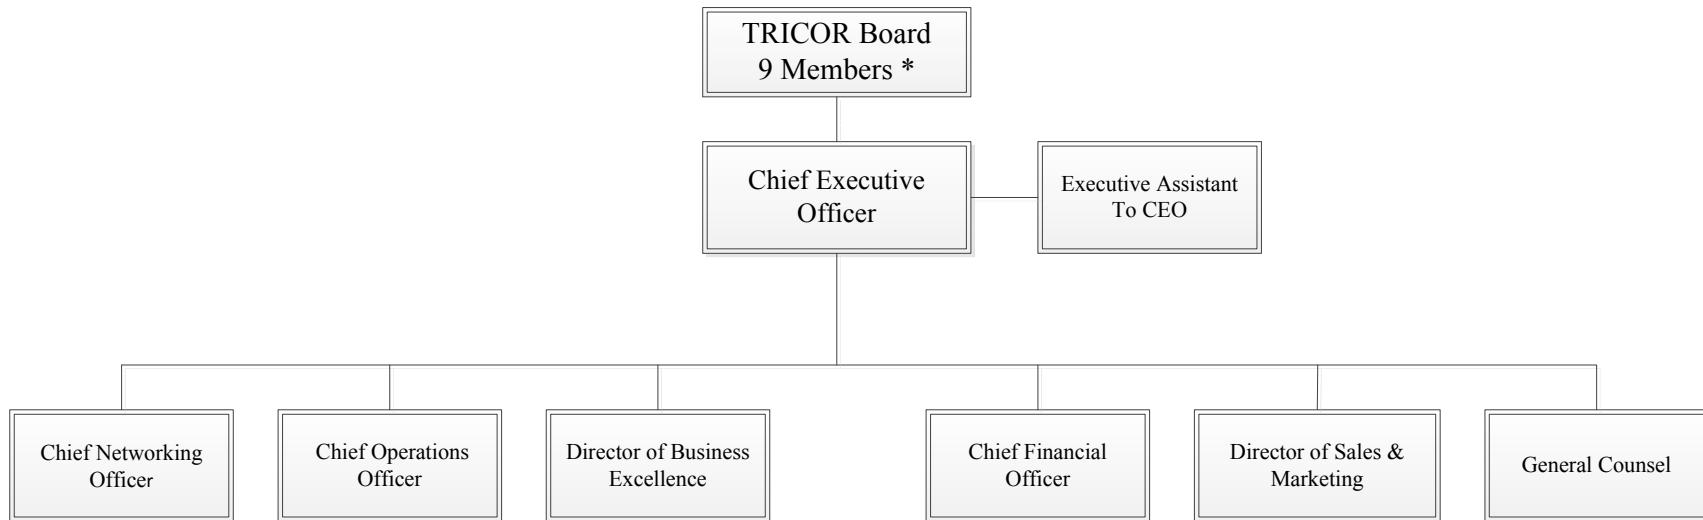 TRICOR Board
9 Members *
Chief Executive
Officer
Executive Assistant
To CEO
Chief Networking
Officer
Chief Operations
Officer
Director of Business
Excellence
Chief Financial
Officer
Director of Sales &
Marketing
General Counsel